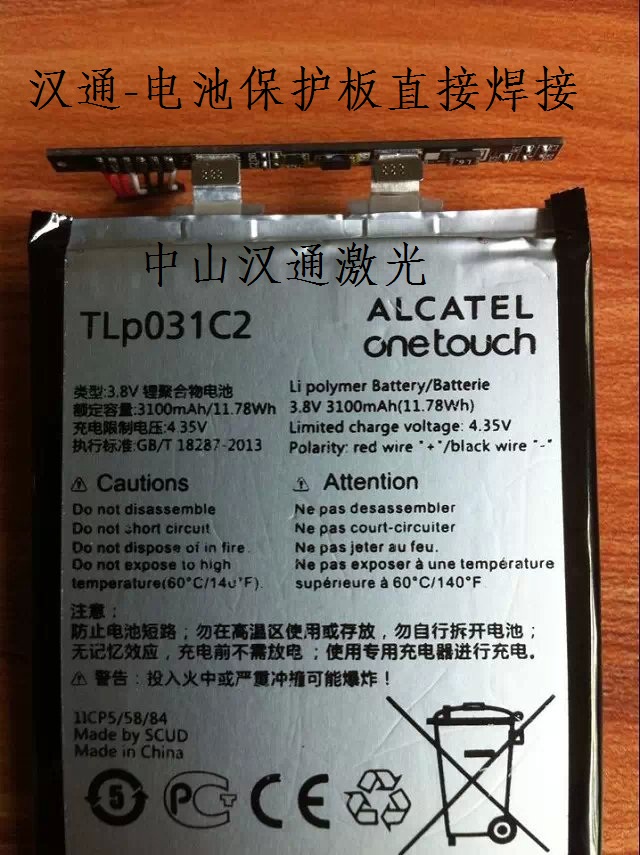 汉通-电池保护板直接焊接
中山汉通激光
TLp031C2
ALCATEL
onetouch
类型:3.8V 锂聚合物电池
额定容量:3100mAh/11.78Wh
充电限制电压:4.35V
执行标准:GB/T 18287-2013
Li polymer Battery/Batterie
3.8V 3100mAh(11.78Wh)
Limited charge voltage: 4.35V
Polarity: red wire "+"/black wire "-"
⚠ Cautions
Do not disassemble
Do not short circuit
Do not dispose of in fire.
Do not expose to high
temperature(60°C/140°F).
⚠ Attention
Ne pas desassembler
Ne pas court-circuiter
Ne pas jeter au feu.
Ne pas exposer à une température
supérieure à 60°C/140°F
注意:
防止电池短路；勿在高温区使用或存放，勿自行拆开电池；
无记忆效应，充电前不需放电；使用专用充电器进行充电。
⚠ 警告：投入火中或严重冲撞可能爆炸！
1ICP5/58/84
Made by SCUD
Made in China
5
CE